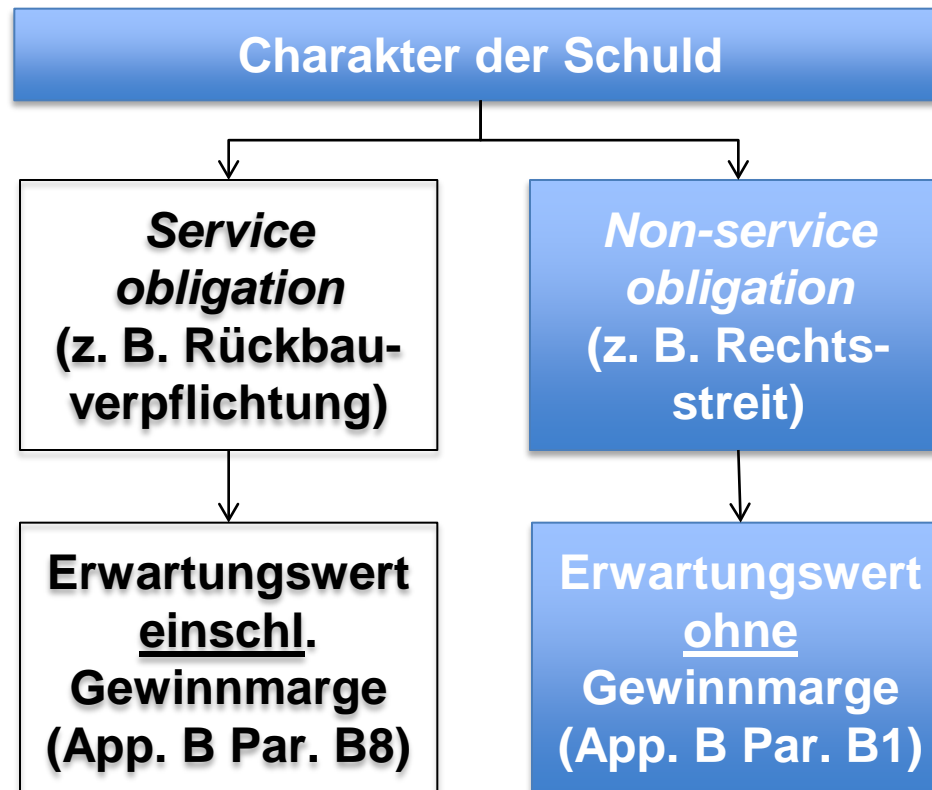 Charakter der Schuld
Service
obligation
(z. B. Rückbau-
verpflichtung)
Non-service
obligation
(z. B. Rechts-
streit)
Erwartungswert
einschl.
Gewinnmarge
(App. B Par. B8)
Erwartungswert
ohne
Gewinnmarge
(App. B Par. B1)